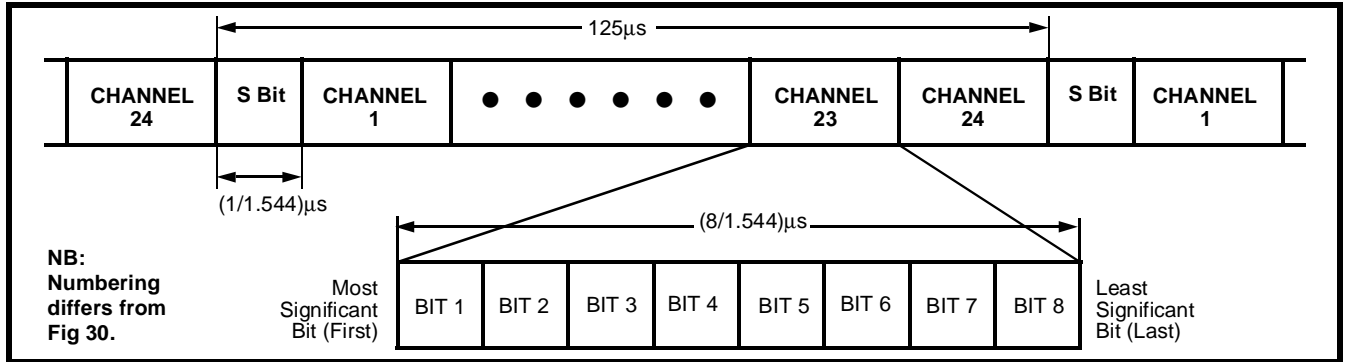 125μs
CHANNEL 24
S Bit
CHANNEL 1
CHANNEL 23
CHANNEL 24
S Bit
CHANNEL 1
(1/1.544)μs
(8/1.544)μs
NB:
Numbering
differs from
Fig 30.
Most
Significant
Bit (First)
BIT 1
BIT 2
BIT 3
BIT 4
BIT 5
BIT 6
BIT 7
BIT 8
Least
Significant
Bit (Last)